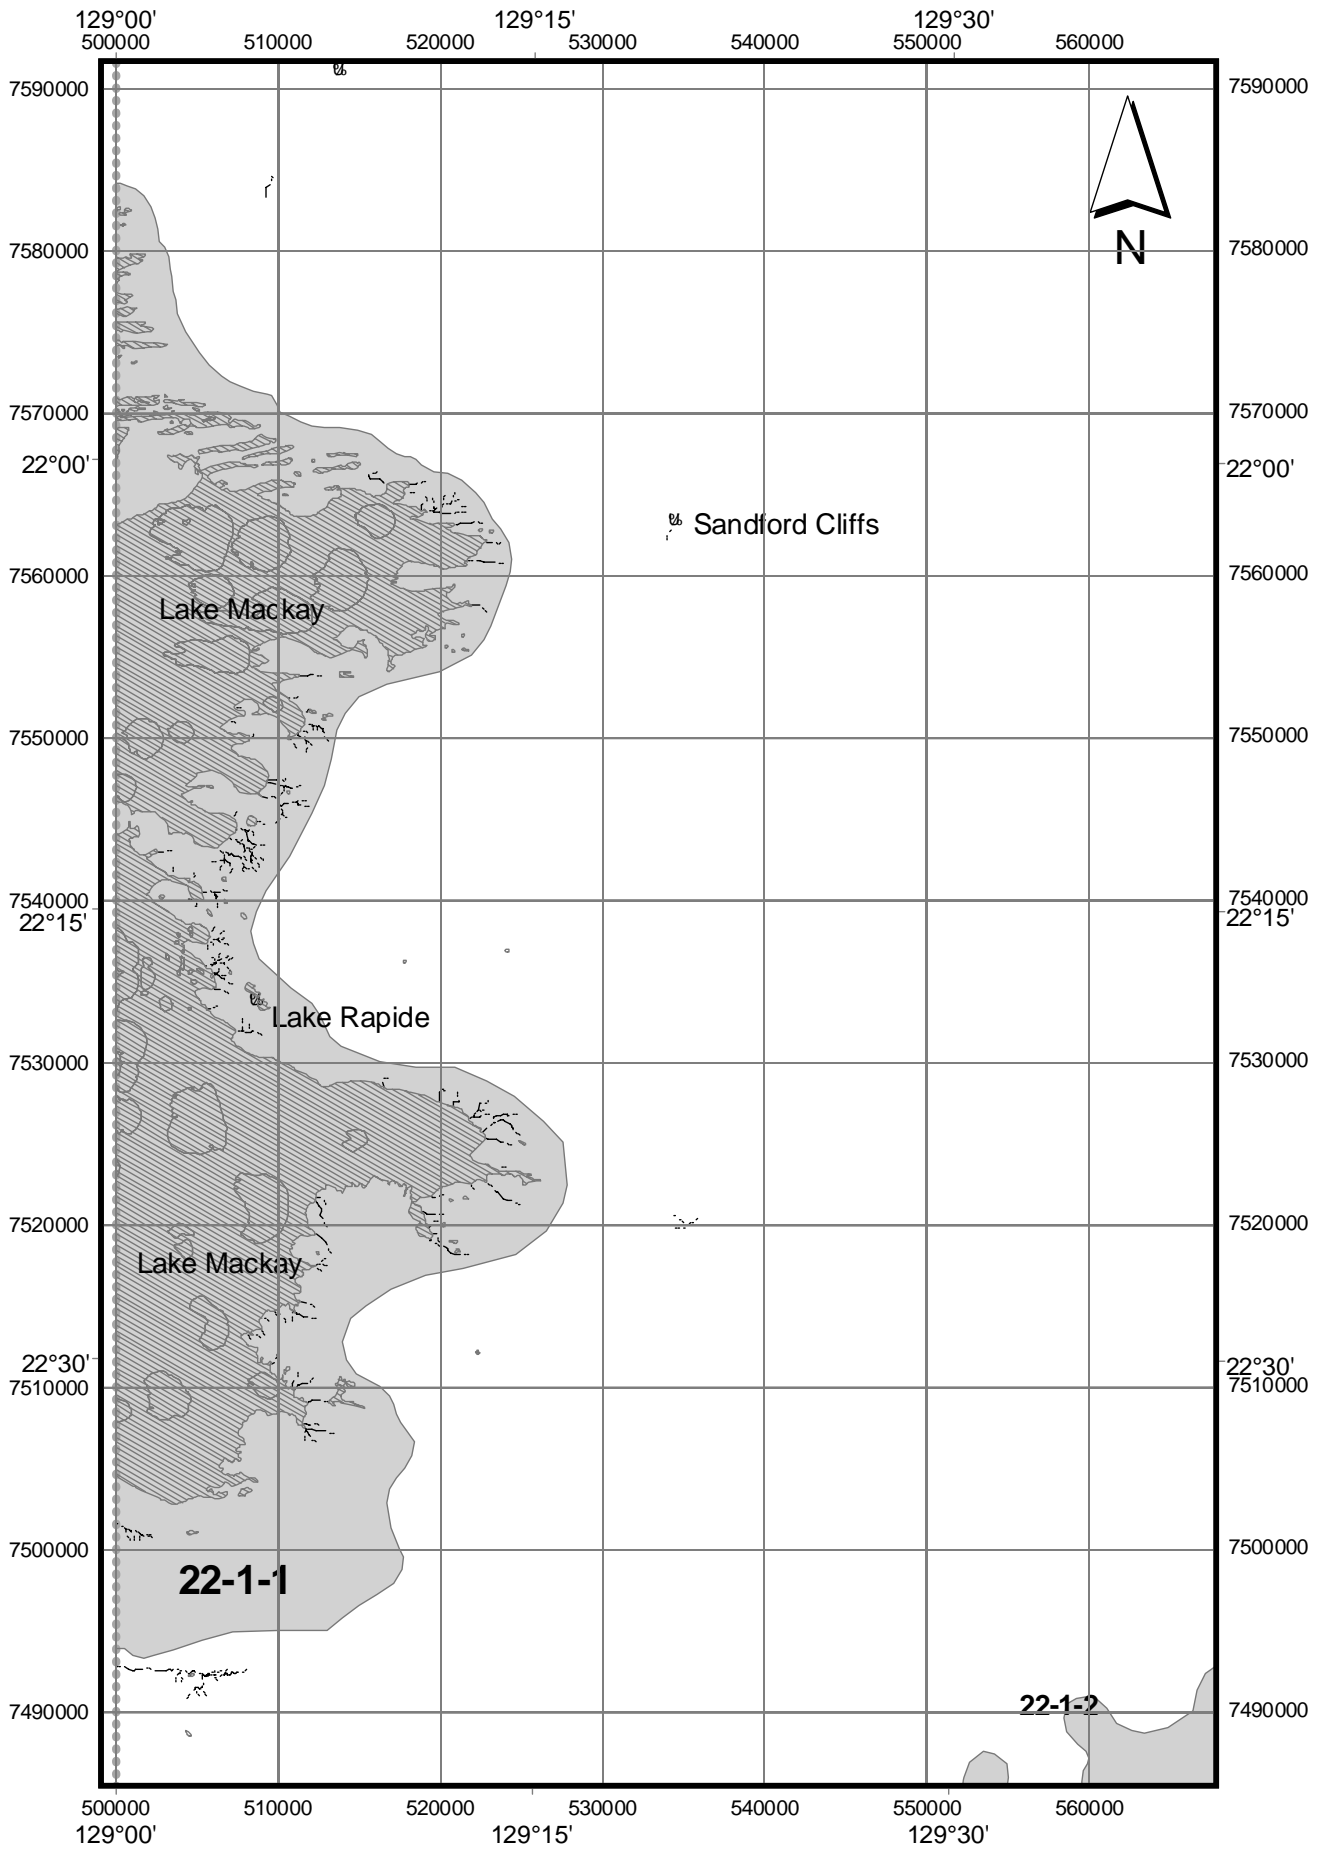 129°00' 129°15' 129°30'
500000 510000 520000 530000 540000 550000 560000
7590000 7590000
N
7580000 7580000
7570000 7570000
22°00' 22°00'
Sandford Cliffs
7560000 7560000
Lake Mackay
7550000 7550000
7540000 7540000
22°15' 22°15'
Lake Rapide
7530000 7530000
7520000 7520000
Lake Mackay
22°30' 22°30'
7510000 7510000
7500000 7500000
22-1-1
22-1-2
7490000 7490000
500000 510000 520000 530000 540000 550000 560000
129°00' 129°15' 129°30'